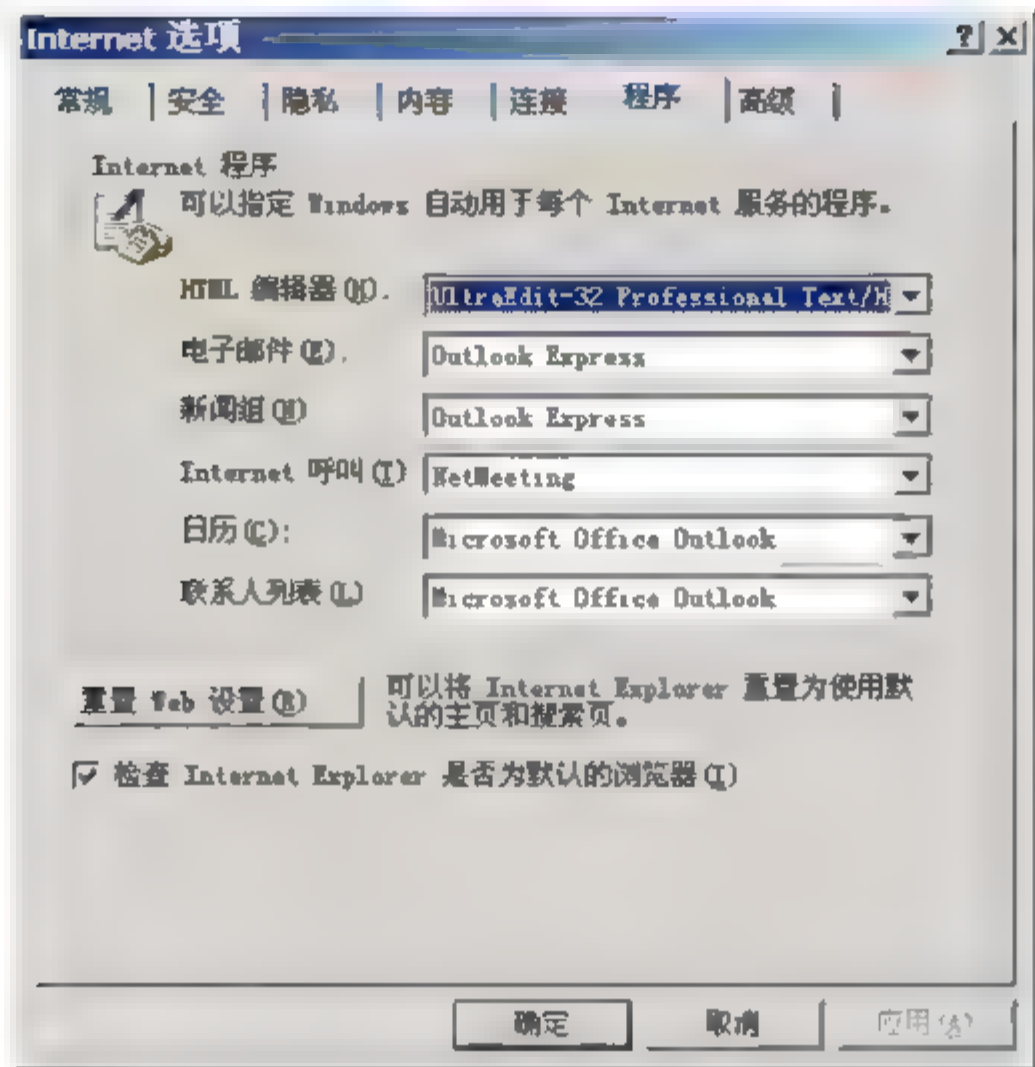 Internet 选项
常规 安全 隐私 内容 连接 程序 高级
Internet 程序
可以指定 Windows 自动用于每个 Internet 服务的程序。
HTML 编辑器(M). UltraEdit-32 Professional Text/H
电子邮件(E). Outlook Express
新闻组(N) Outlook Express
Internet 呼叫(T) NetMeeting
日历(C): Microsoft Office Outlook
联系人列表(L) Microsoft Office Outlook
重置 Web 设置(R)
可以将 Internet Explorer 重置为使用默
认的主页和搜索页。
检查 Internet Explorer 是否为默认的浏览器(I)
确定 取消 应用(A)